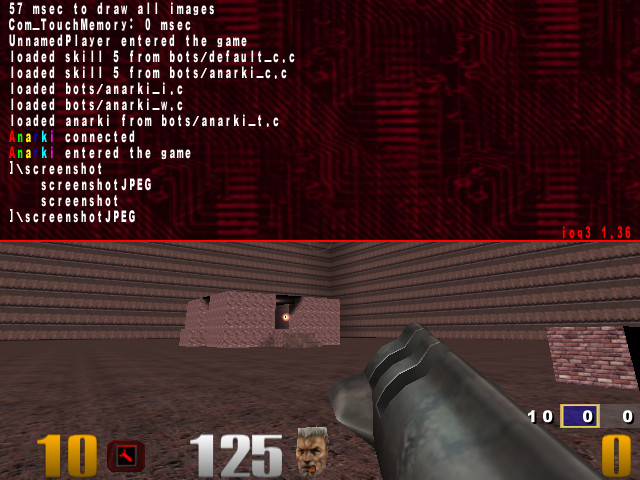 57 msec to draw all images
Com_TouchMemory: 0 msec
UnnamedPlayer entered the game
loaded skill 5 from bots/default_c.c
loaded skill 5 from bots/anarki_c.c
loaded bots/anarki_i.c
loaded bots/anarki_w.c
loaded anarki from bots/anarki_t.c
Anarki connected
Anarki entered the game
]\screenshot
screenshotJPEG
screenshot
]\screenshotJPEG
ioq3 1.36
10 0 0
10 125 0